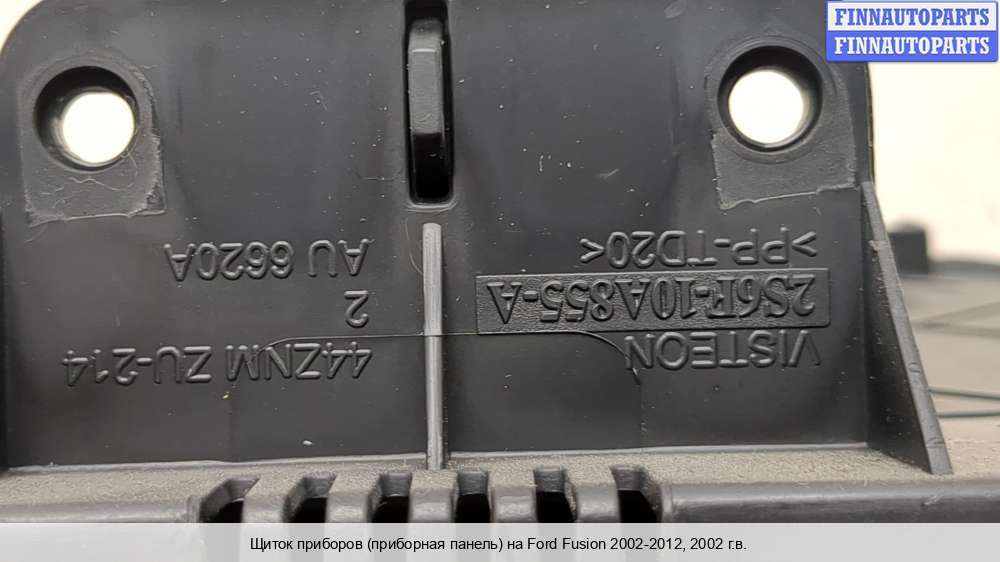 FINNAUTOPARTS
FINNAUTOPARTS
VISTEON
2S6F-10A855-A
>PP-TD20<
44ZNM ZU-214
2
AU 6620A
Щиток приборов (приборная панель) на Ford Fusion 2002-2012, 2002 г.в.